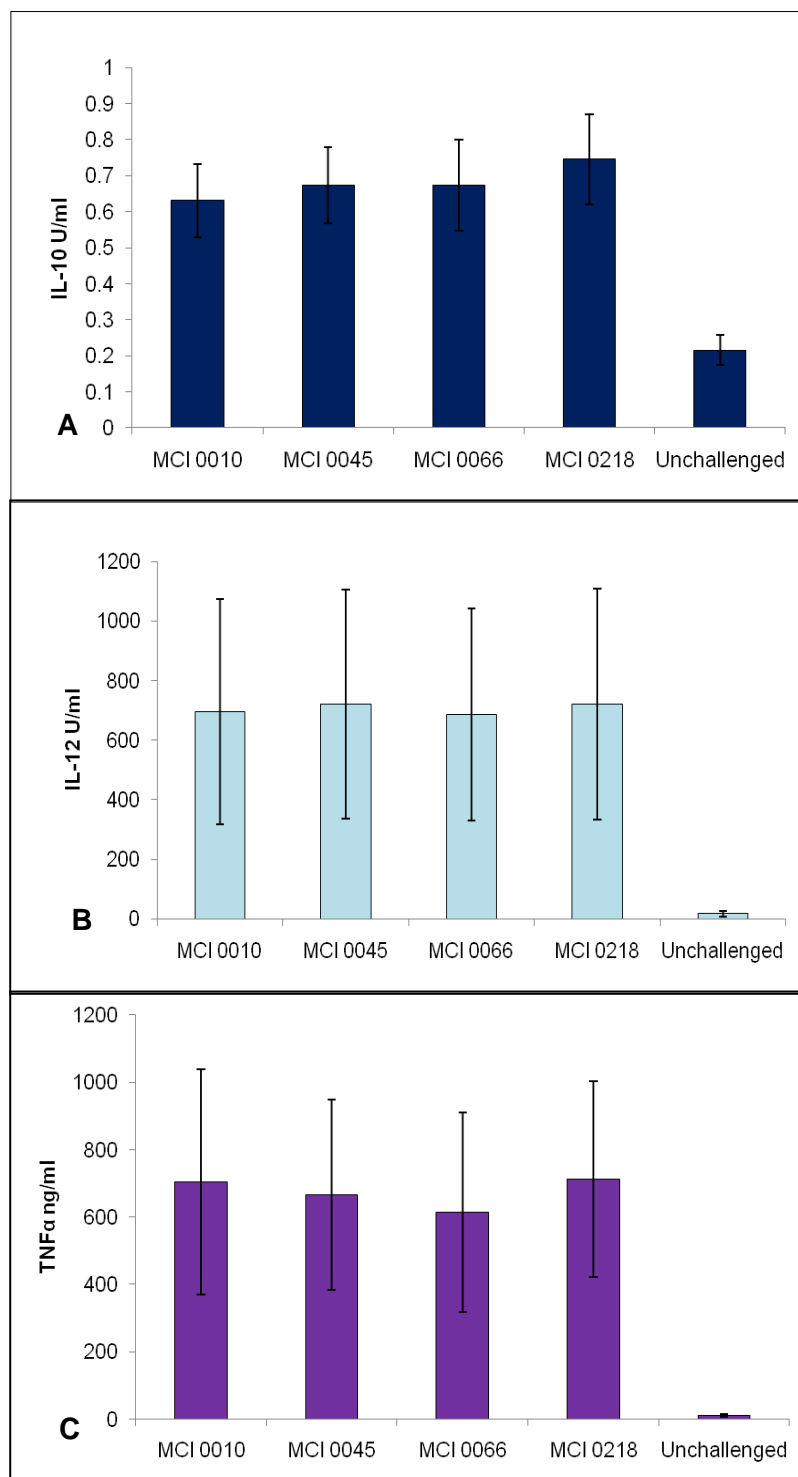 1
0.9
0.8
0.7
0.6
0.5
0.4
0.3
0.2
0.1
0
IL-10 U/ml
A
MCI 0010 MCI 0045 MCI 0066 MCI 0218 Unchallenged
1200
1000
800
600
400
200
0
IL-12 U/ml
B
MCI 0010 MCI 0045 MCI 0066 MCI 0218 Unchallenged
1200
1000
800
600
400
200
0
TNFα ng/ml
C
MCI 0010 MCI 0045 MCI 0066 MCI 0218 Unchallenged